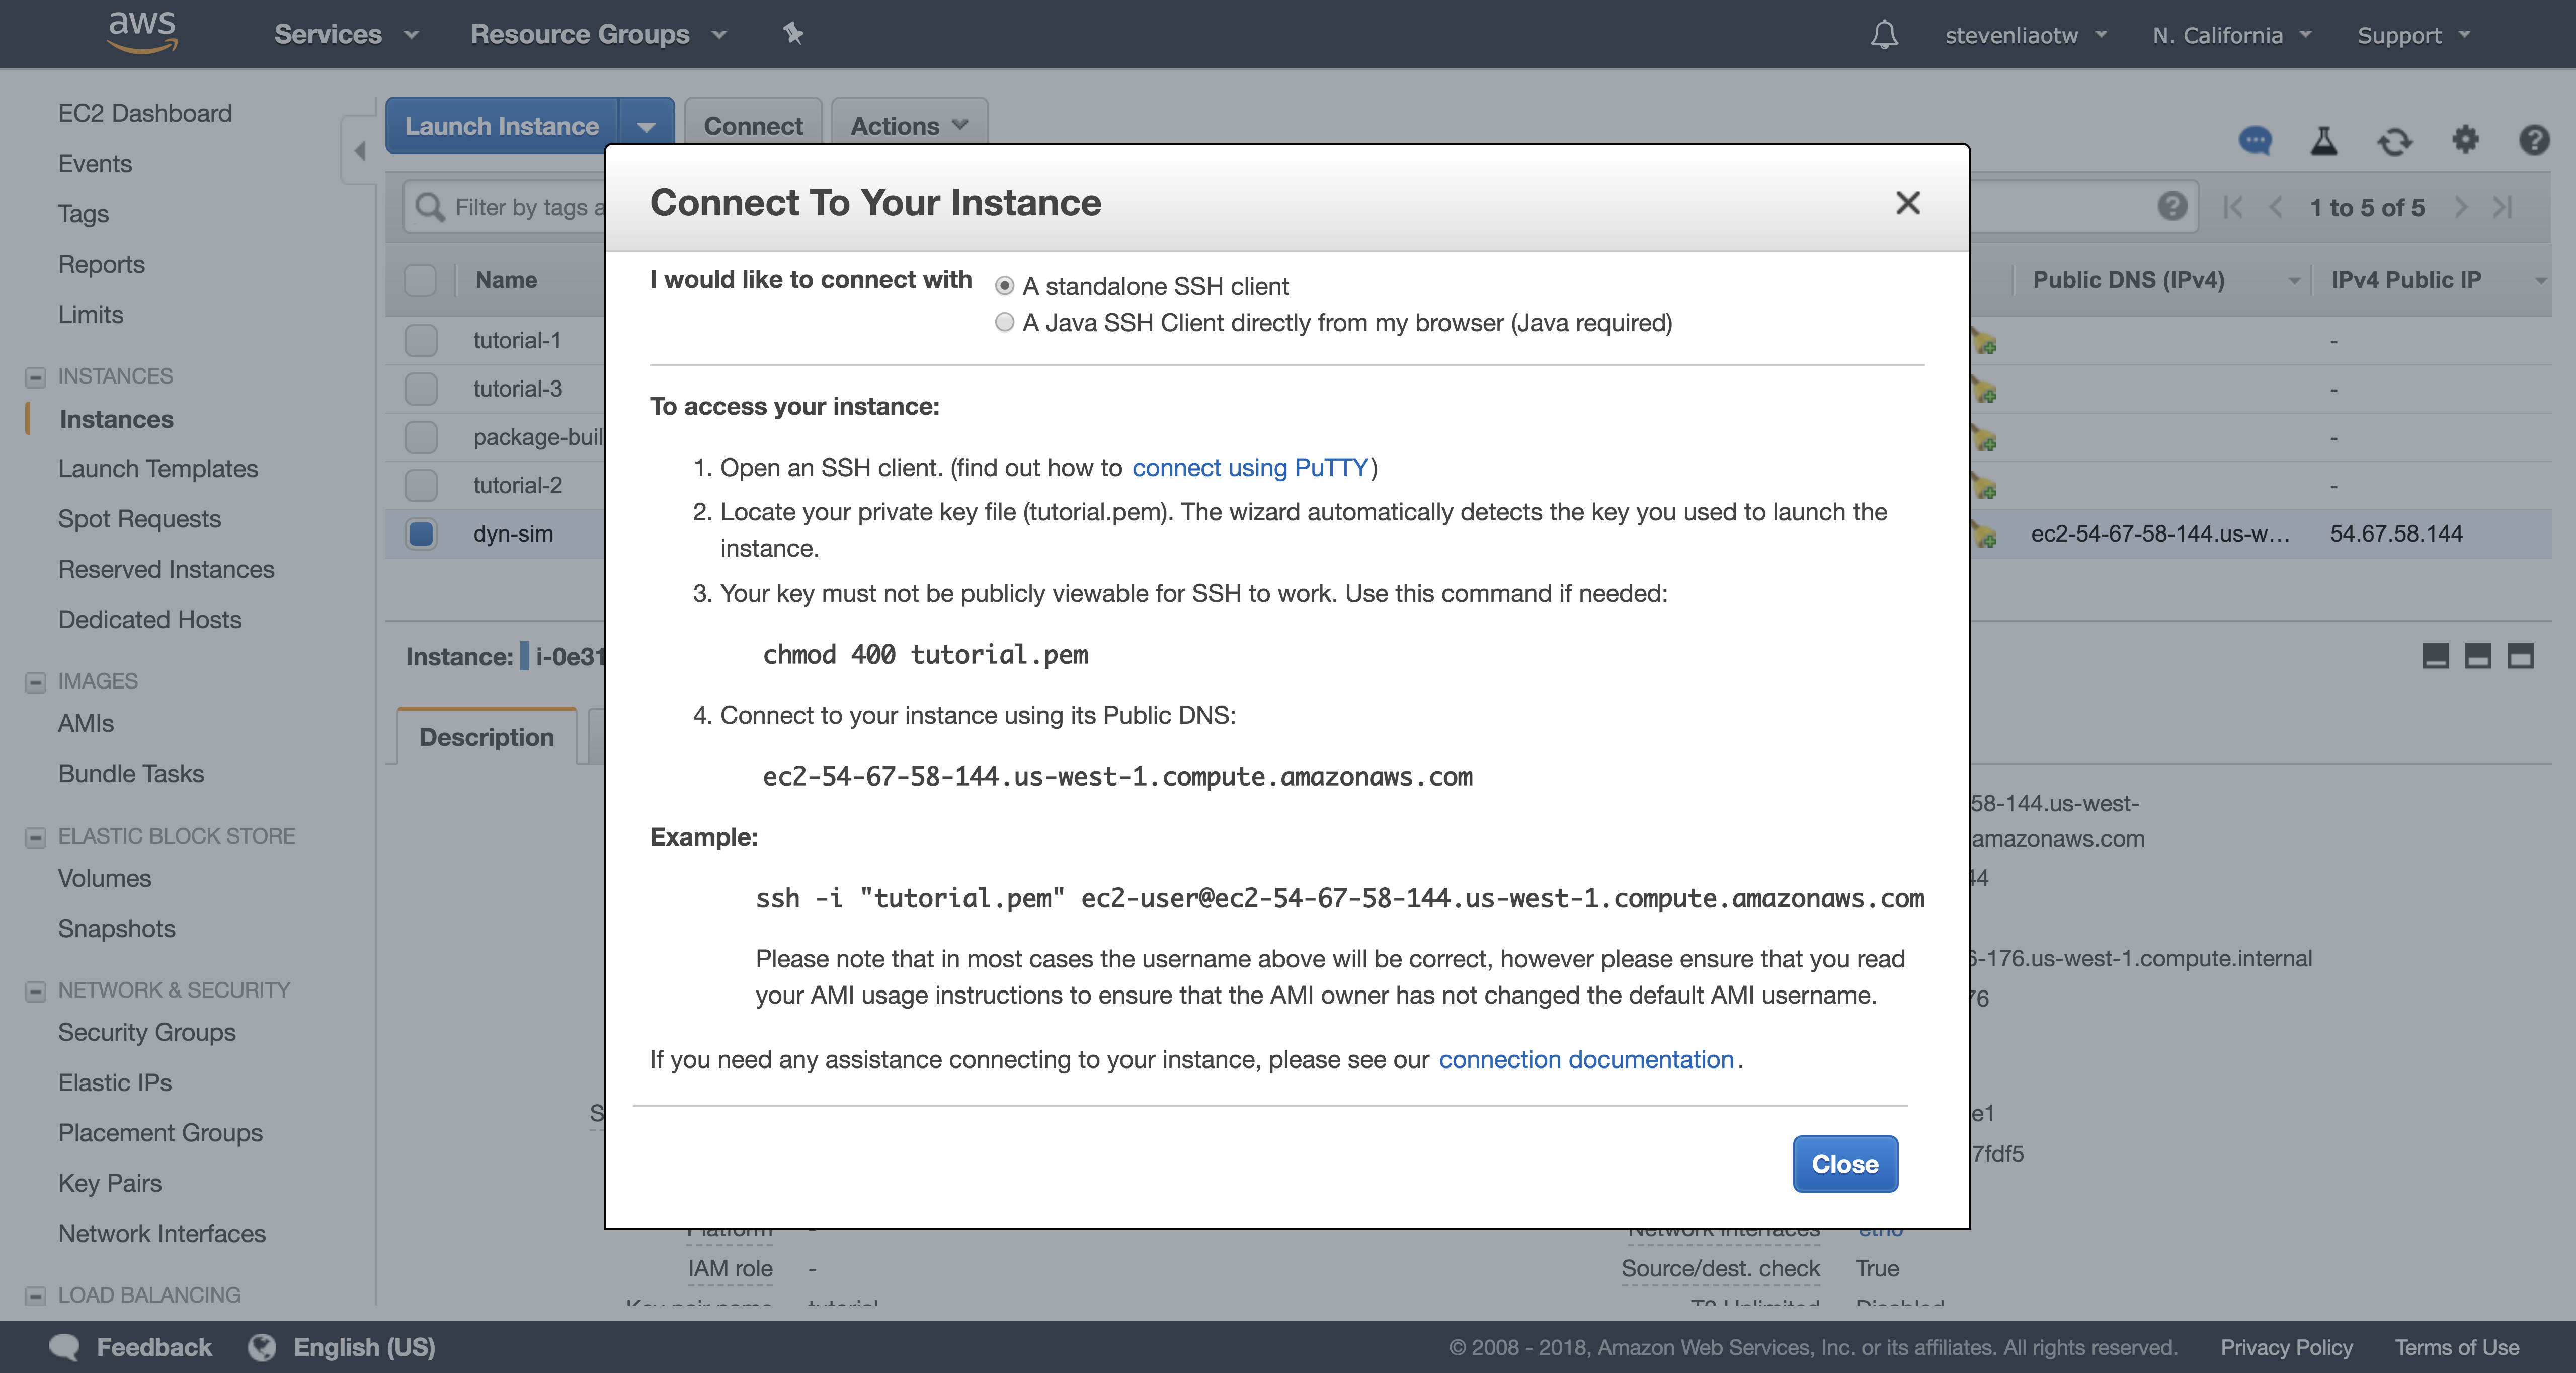 aws
Services
Resource Groups
stevenliaotw
N. California
Support
EC2 Dashboard
Events
Tags
Reports
Limits
INSTANCES
Instances
Launch Templates
Spot Requests
Reserved Instances
Dedicated Hosts
IMAGES
AMIs
Bundle Tasks
ELASTIC BLOCK STORE
Volumes
Snapshots
NETWORK & SECURITY
Security Groups
Elastic IPs
Placement Groups
Key Pairs
Network Interfaces
LOAD BALANCING
Launch Instance
Connect
Actions
Filter by tags a
1 to 5 of 5
Name
Public DNS (IPv4)
IPv4 Public IP
tutorial-1
-
tutorial-3
-
package-buil
-
tutorial-2
-
dyn-sim
ec2-54-67-58-144.us-w...
54.67.58.144
Instance:
i-0e31
Description
Connect To Your Instance
I would like to connect with
A standalone SSH client
A Java SSH Client directly from my browser (Java required)
To access your instance:
1. Open an SSH client. (find out how to connect using PuTTY)
2. Locate your private key file (tutorial.pem). The wizard automatically detects the key you used to launch the
instance.
3. Your key must not be publicly viewable for SSH to work. Use this command if needed:
chmod 400 tutorial.pem
4. Connect to your instance using its Public DNS:
ec2-54-67-58-144.us-west-1.compute.amazonaws.com
Example:
ssh -i "tutorial.pem" ec2-user@ec2-54-67-58-144.us-west-1.compute.amazonaws.com
Please note that in most cases the username above will be correct, however please ensure that you read
your AMI usage instructions to ensure that the AMI owner has not changed the default AMI username.
If you need any assistance connecting to your instance, please see our connection documentation.
Close
58-144.us-west-
amazonaws.com
-176.us-west-1.compute.internal
e1
7fdf5
Platform -
Network interfaces eth0
IAM role -
Source/dest. check True
Key pair name tutorial
T2 Unlimited Disabled
Feedback
English (US)
© 2008 - 2018, Amazon Web Services, Inc. or its affiliates. All rights reserved.
Privacy Policy
Terms of Use